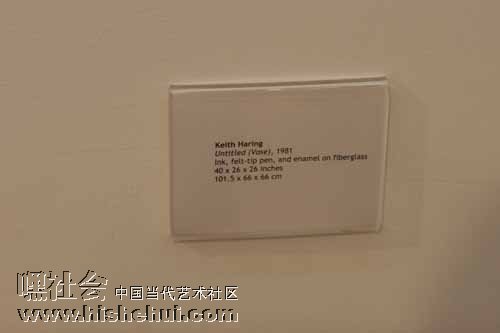 Keith Haring
Untitled (Vase), 1981
Ink, felt-tip pen, and enamel on fiberglass
40 x 26 x 26 inches
101.5 x 66 x 66 cm
嘿社会 中国当代艺术社区
www.hishehui.com